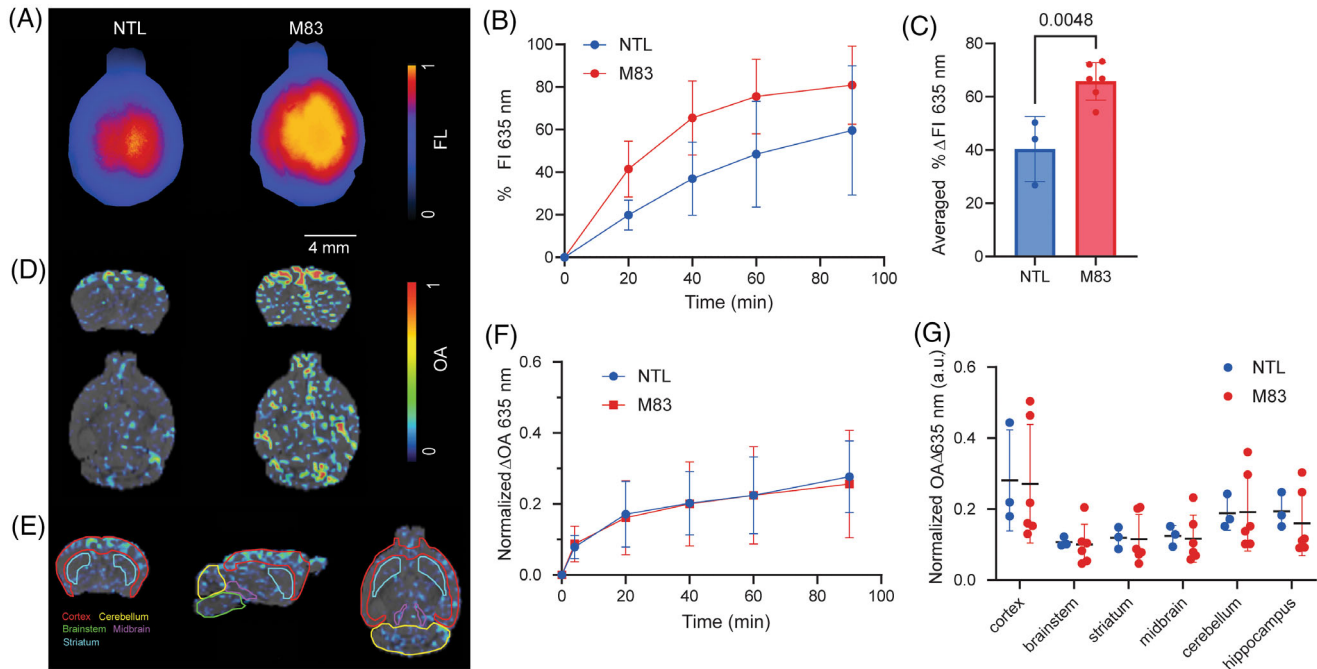 (A)
NTL
M83
1
FL
0
4 mm
(B)
NTL
M83
100
80
60
40
20
0
% FI 635 nm
0 20 40 60 80 100
Time (min)
(C)
0.0048
80
60
40
20
0
Averaged % ΔFI 635 nm
NTL M83
(D)
1
OA
0
(E)
Cortex Cerebellum
Brainstem Midbrain
Striatum
(F)
NTL
M83
0.6
0.4
0.2
0.0
Normalized ΔOA 635 nm
0 20 40 60 80 100
Time (min)
(G)
NTL
M83
0.6
0.4
0.2
0.0
Normalized OAΔ635 nm (a.u.)
cortex
brainstem
striatum
midbrain
cerebellum
hippocampus